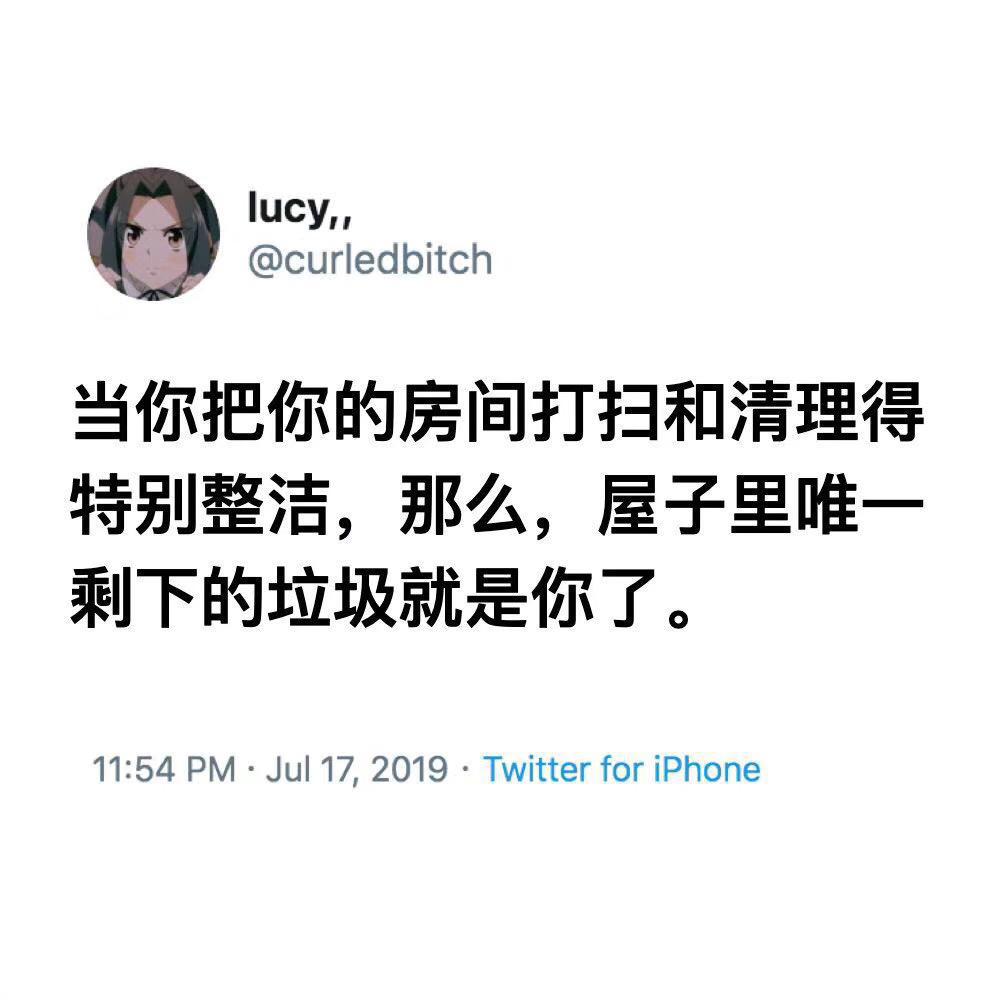 lucy,,
@curledbitch
当你把你的房间打扫和清理得
特别整洁，那么，屋子里唯一
剩下的垃圾就是你了。
11:54 PM · Jul 17, 2019 · Twitter for iPhone